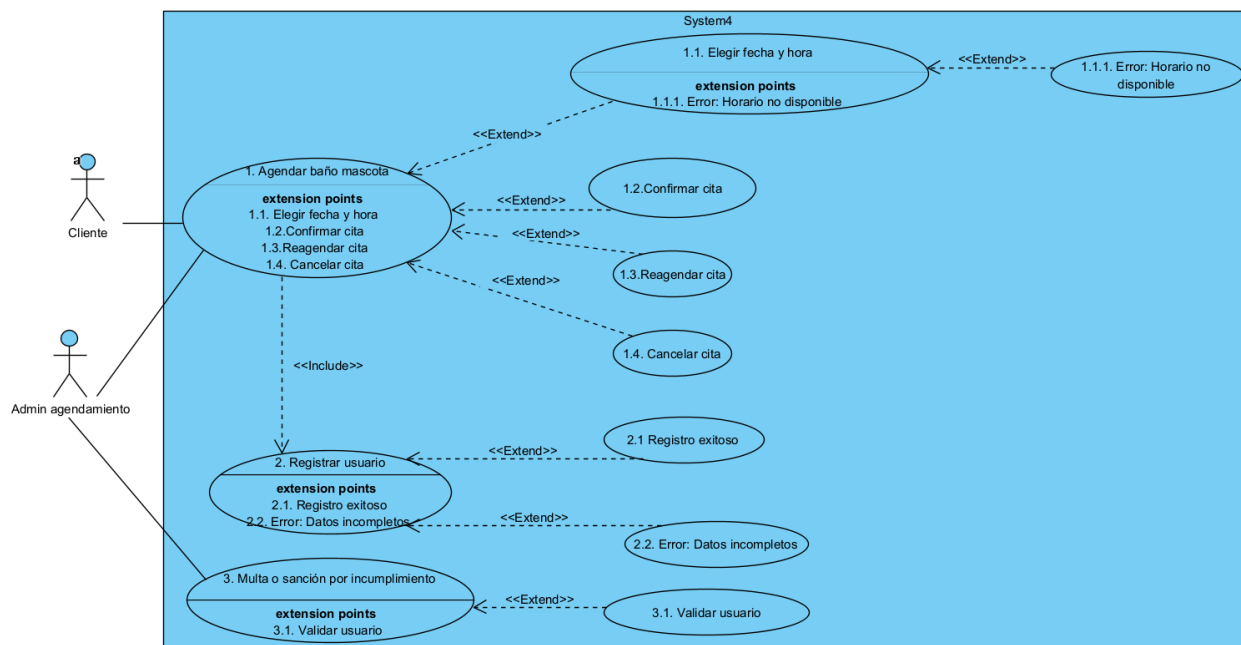 System4
1.1. Elegir fecha y hora
extension points
1.1.1. Error: Horario no disponible
<<Extend>>
1.1.1. Error: Horario no
disponible
<<Extend>>
a
Cliente
1. Agendar baño mascota
extension points
1.1. Elegir fecha y hora
1.2.Confirmar cita
1.3.Reagendar cita
1.4. Cancelar cita
<<Extend>>
1.2.Confirmar cita
<<Extend>>
1.3.Reagendar cita
<<Extend>>
1.4. Cancelar cita
Admin agendamiento
<<Include>>
2. Registrar usuario
extension points
2.1. Registro exitoso
2.2. Error: Datos incompletos
<<Extend>>
2.1 Registro exitoso
<<Extend>>
2.2. Error: Datos incompletos
3. Multa o sanción por incumplimiento
extension points
3.1. Validar usuario
<<Extend>>
3.1. Validar usuario